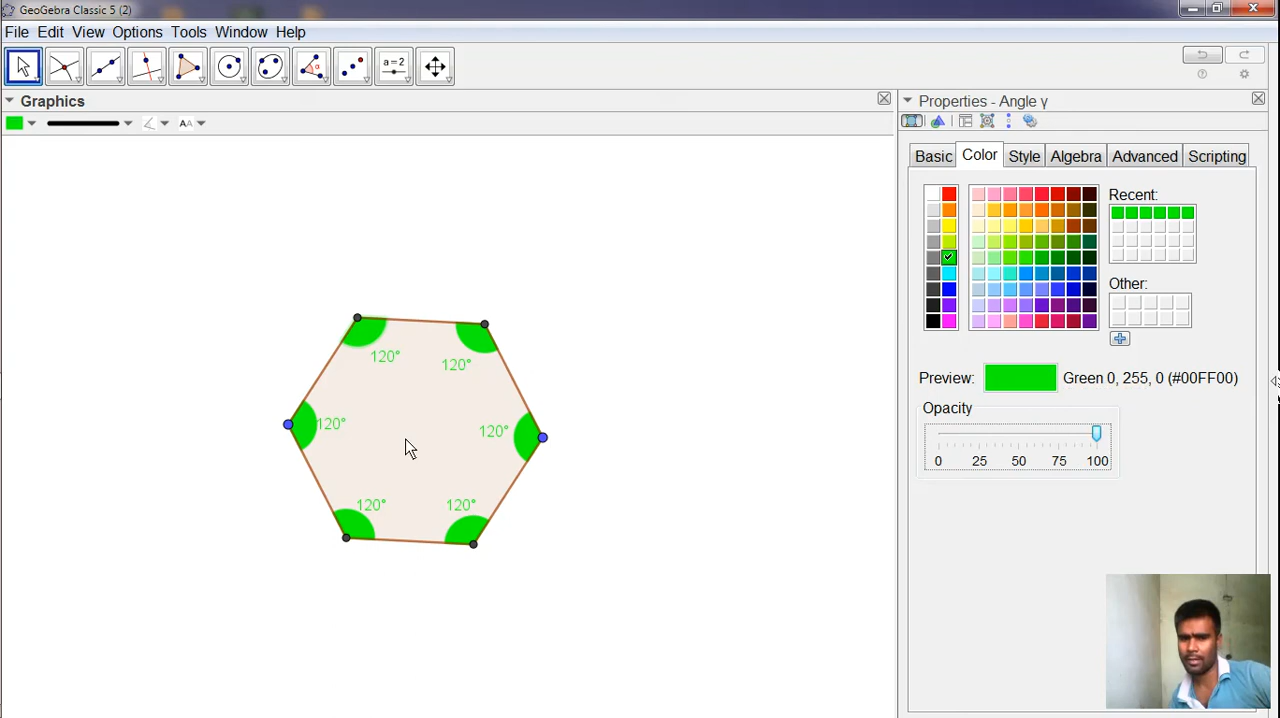 GeoGebra Classic 5 (2)
File Edit View Options Tools Window Help
a=2
Graphics
AA
Properties - Angle γ
Basic Color Style Algebra Advanced Scripting
Recent:
Other:
Preview: Green 0, 255, 0 (#00FF00)
Opacity
0 25 50 75 100
120° 120°
120° 120°
120° 120°